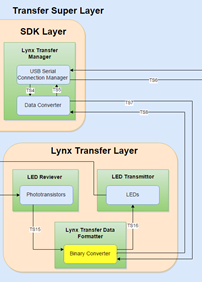 Transfer Super Layer
SDK Layer
Lynx Transfer
Manager
USB Serial
Connection Manager
TS4
TS5
Data Converter
TS6
TS7
TS8
Lynx Transfer Layer
LED Reviever
LED Transmittor
Phototransistors
LEDs
TS15
TS16
Lynx Transfer Data
Formatter
Binary Converter